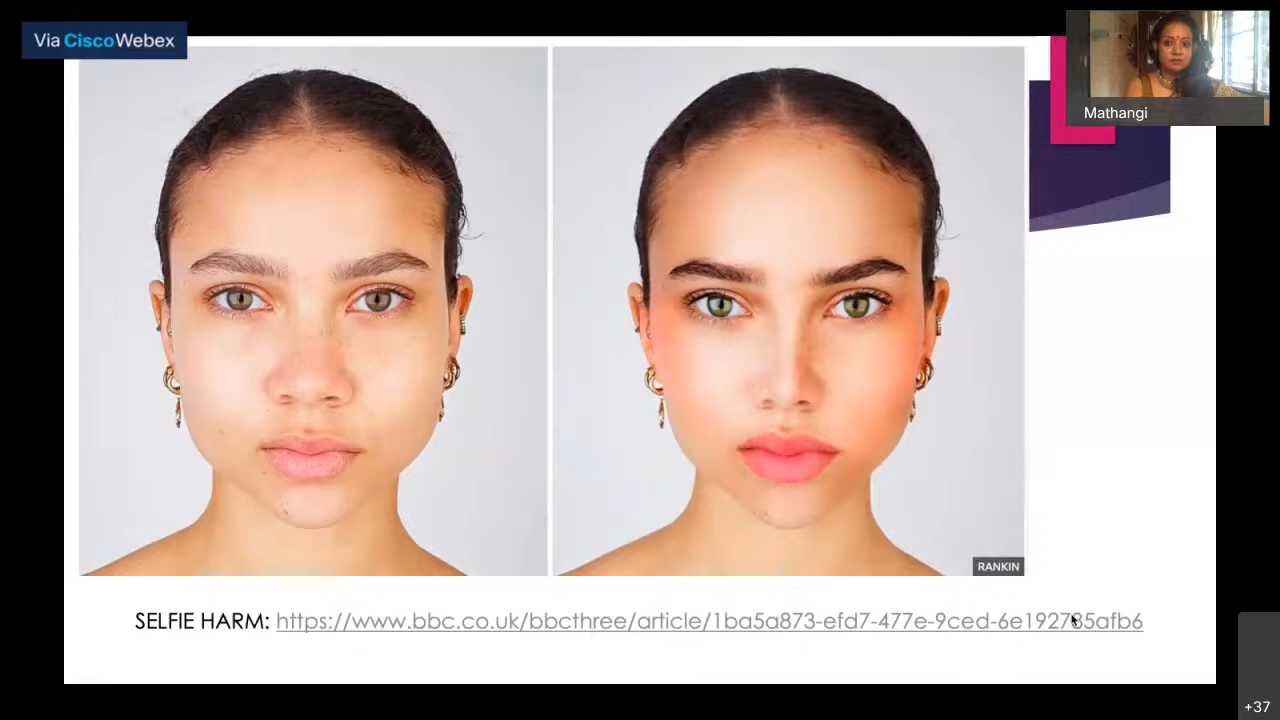 Via CiscoWebex
Mathangi
RANKIN
SELFIE HARM: https://www.bbc.co.uk/bbcthree/article/1ba5a873-efd7-477e-9ced-6e192785afb6
+37